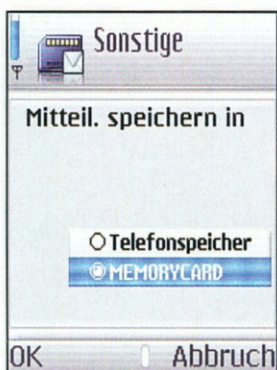 Sonstige
Mitteil. speichern in
Telefonspeicher
MEMORYCARD
OK Abbruch